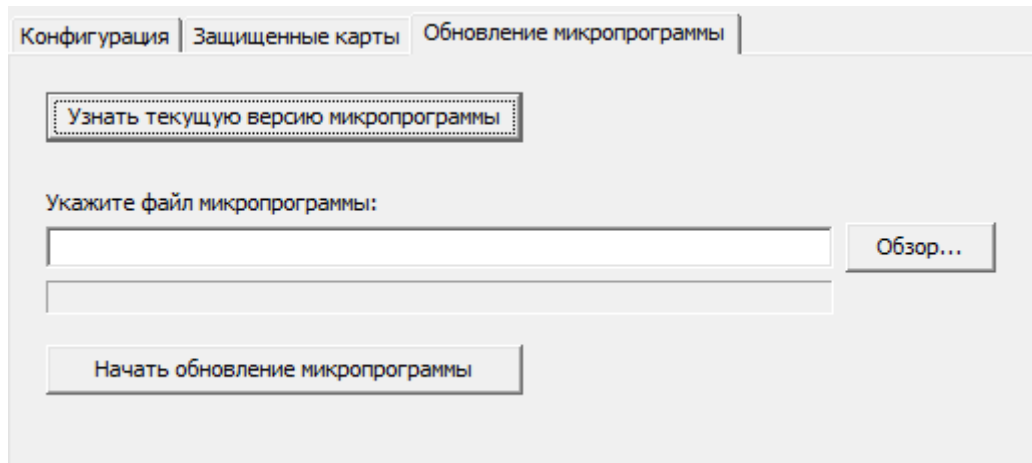 Конфигурация Защищенные карты Обновление микропрограммы
Узнать текущую версию микропрограммы
Укажите файл микропрограммы:
Обзор...
Начать обновление микропрограммы